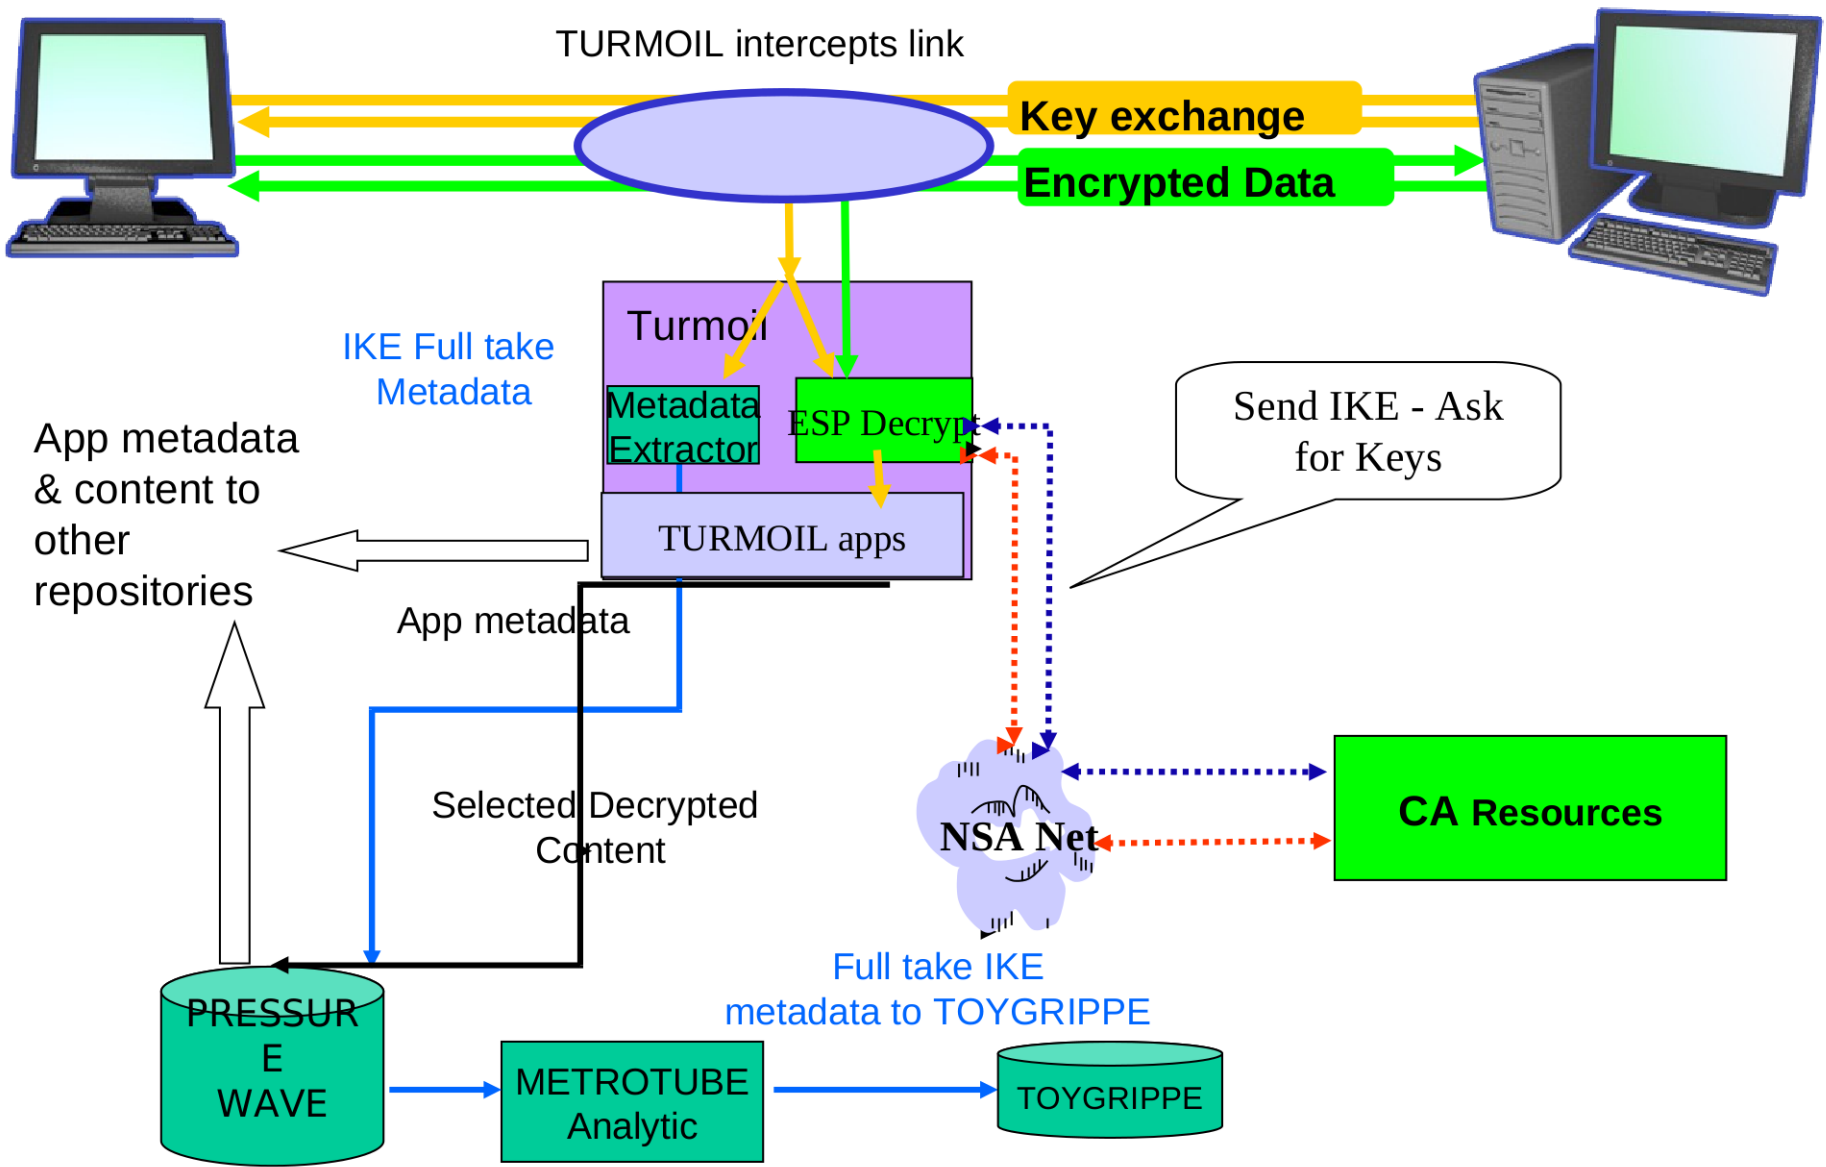 TURMOIL intercepts link
Key exchange
Encrypted Data
Turmoil
IKE Full take
Metadata
Metadata
Extractor
ESP Decrypt
Send IKE - Ask
for Keys
App metadata
& content to
other
repositories
TURMOIL apps
App metadata
Selected Decrypted
Content
NSA Net
CA Resources
Full take IKE
metadata to TOYGRIPPE
PRESSUR
E
WAVE
METROTUBE
Analytic
TOYGRIPPE